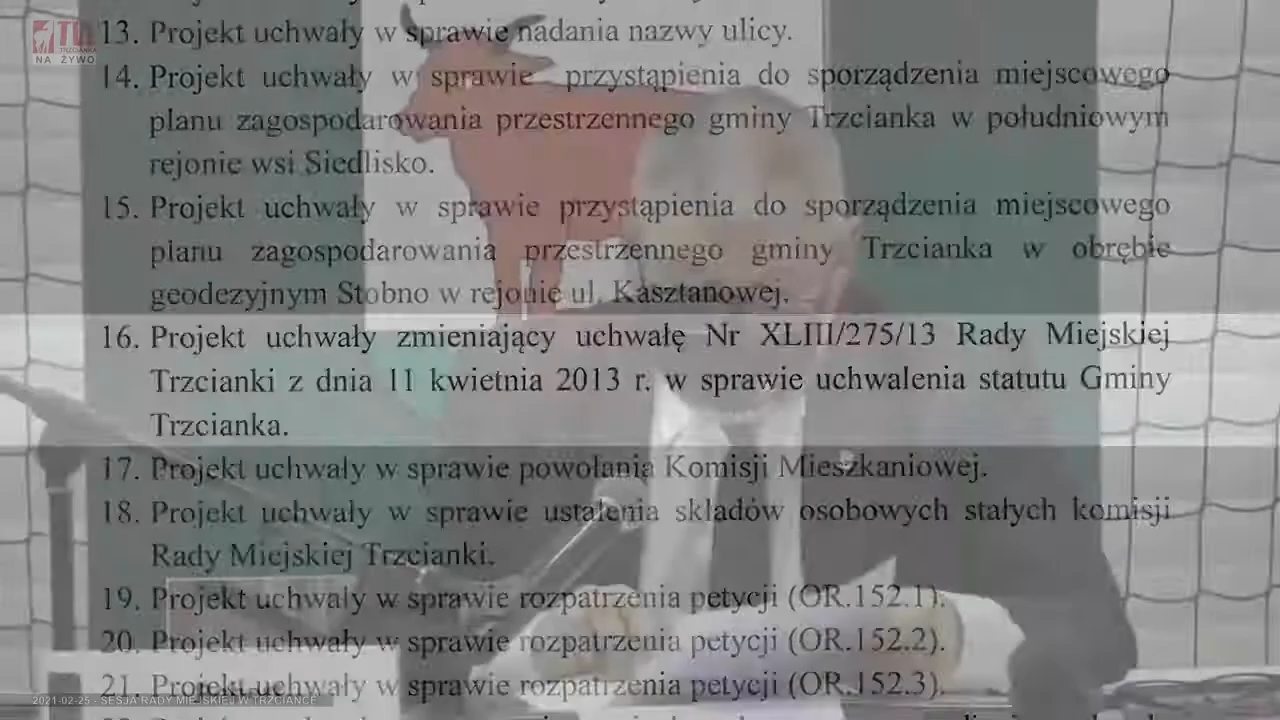 TRZCIANKA
NA ŻYWO
13. Projekt uchwały w sprawie nadania nazwy ulicy.
14. Projekt uchwały w sprawie przystąpienia do sporządzenia miejscowego
planu zagospodarowania przestrzennego gminy Trzcianka w południowym
rejonie wsi Siedlisko.
15. Projekt uchwały w sprawie przystąpienia do sporządzenia miejscowego
planu zagospodarowania przestrzennego gminy Trzcianka w obrębie
geodezyjnym Stobno w rejonie ul. Kasztanowej.
16. Projekt uchwały zmieniający uchwałę Nr XLIII/275/13 Rady Miejskiej
Trzcianki z dnia 11 kwietnia 2013 r. w sprawie uchwalenia statutu Gminy
Trzcianka.
17. Projekt uchwały w sprawie powołania Komisji Mieszkaniowej.
18. Projekt uchwały w sprawie ustalenia składów osobowych stałych komisji
Rady Miejskiej Trzcianki.
19. Projekt uchwały w sprawie rozpatrzenia petycji (OR.152.1).
20. Projekt uchwały w sprawie rozpatrzenia petycji (OR.152.2).
21. Projekt uchwały w sprawie rozpatrzenia petycji (OR.152.3).
2021-02-25 - SESJA RADY MIEJSKIEJ W TRZCIANCE